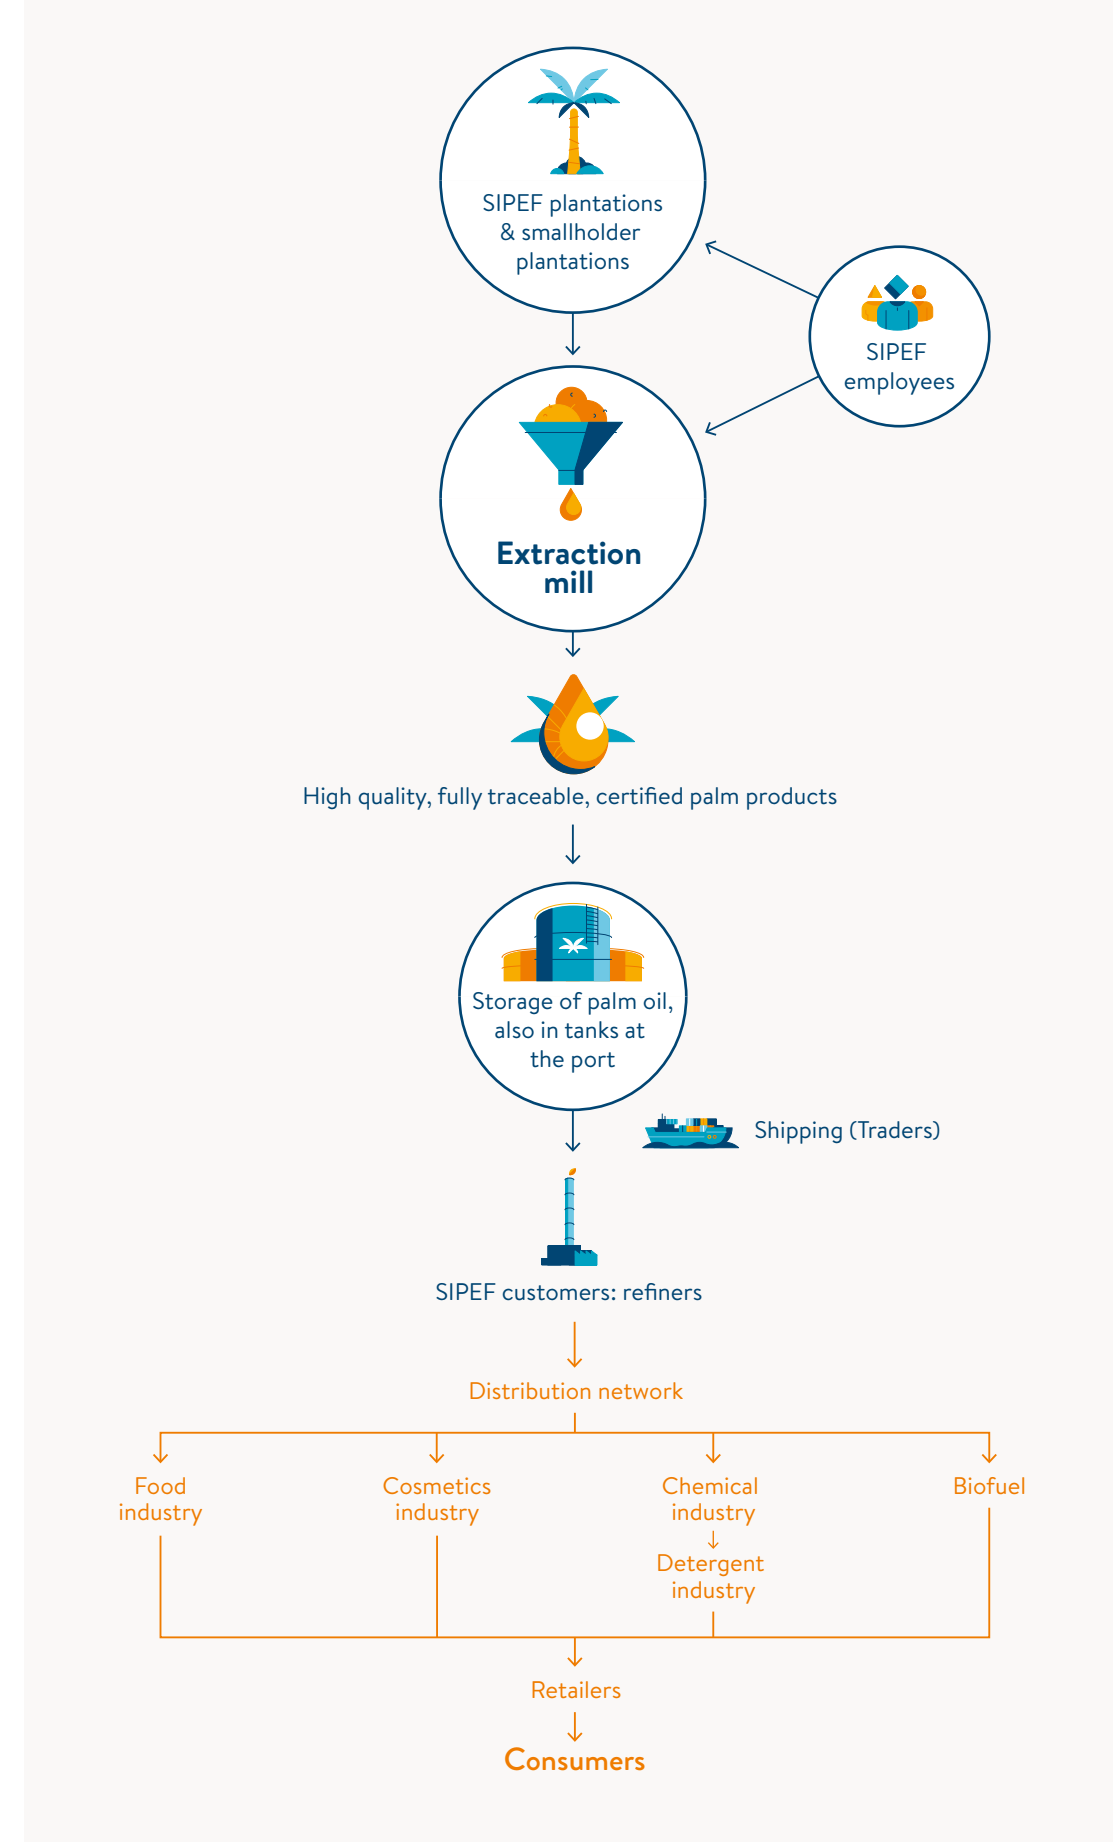 SIPEF plantations
& smallholder
plantations
SIPEF
employees
Extraction
mill
High quality, fully traceable, certified palm products
Storage of palm oil,
also in tanks at
the port
Shipping (Traders)
SIPEF customers: refiners
Distribution network
Food
industry
Cosmetics
industry
Chemical
industry
Detergent
industry
Biofuel
Retailers
Consumers